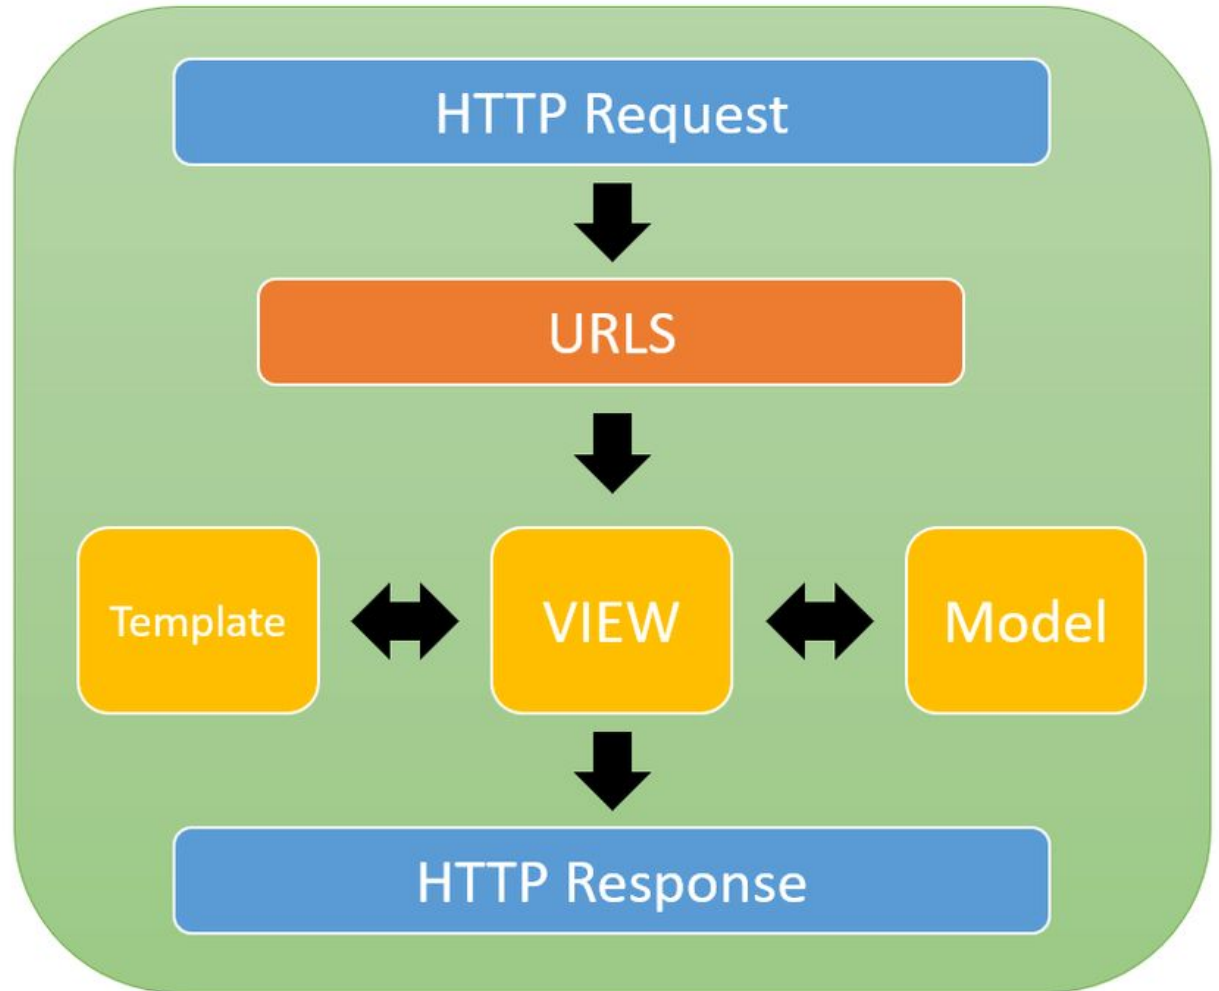 HTTP Request
URLS
Template
VIEW
Model
HTTP Response